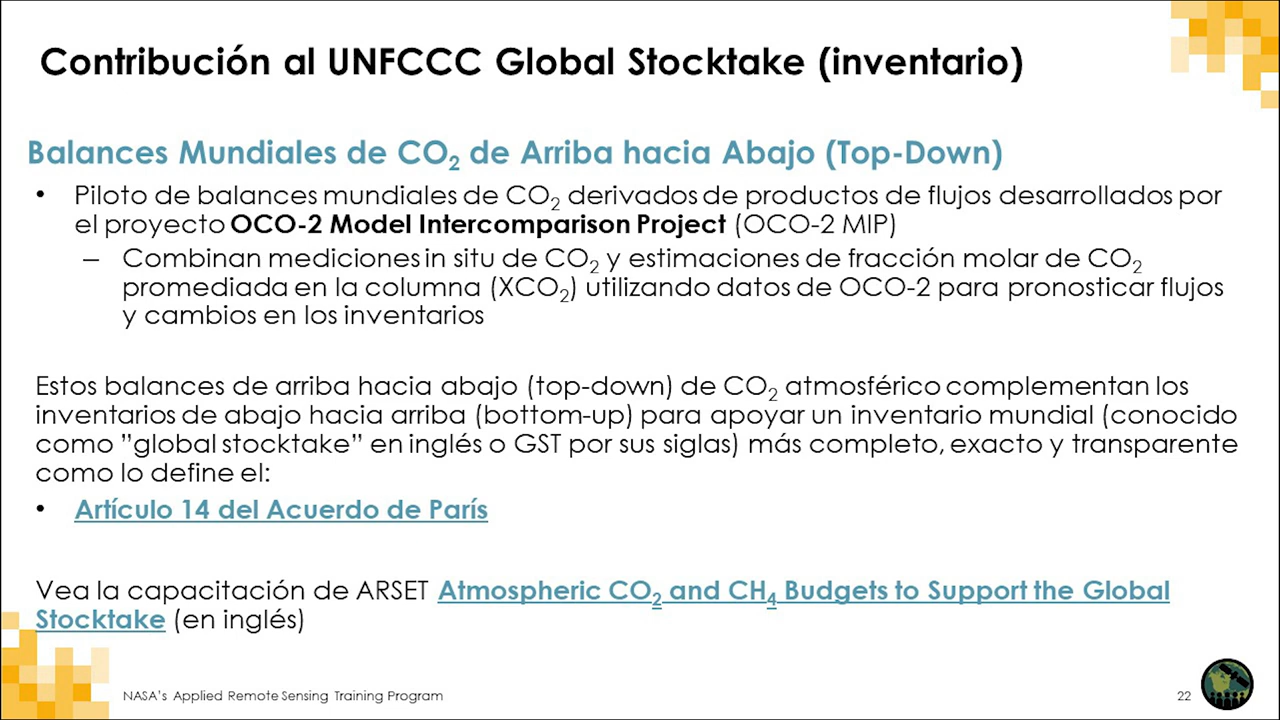 Contribución al UNFCCC Global Stocktake (inventario)
Balances Mundiales de CO₂ de Arriba hacia Abajo (Top-Down)
• Piloto de balances mundiales de CO₂ derivados de productos de flujos desarrollados por
el proyecto OCO-2 Model Intercomparison Project (OCO-2 MIP)
– Combinan mediciones in situ de CO₂ y estimaciones de fracción molar de CO₂
promediada en la columna (XCO₂) utilizando datos de OCO-2 para pronosticar flujos
y cambios en los inventarios
Estos balances de arriba hacia abajo (top-down) de CO₂ atmosférico complementan los
inventarios de abajo hacia arriba (bottom-up) para apoyar un inventario mundial (conocido
como ”global stocktake” en inglés o GST por sus siglas) más completo, exacto y transparente
como lo define el:
• Artículo 14 del Acuerdo de París
Vea la capacitación de ARSET Atmospheric CO₂ and CH₄ Budgets to Support the Global
Stocktake (en inglés)
NASA’s Applied Remote Sensing Training Program
22